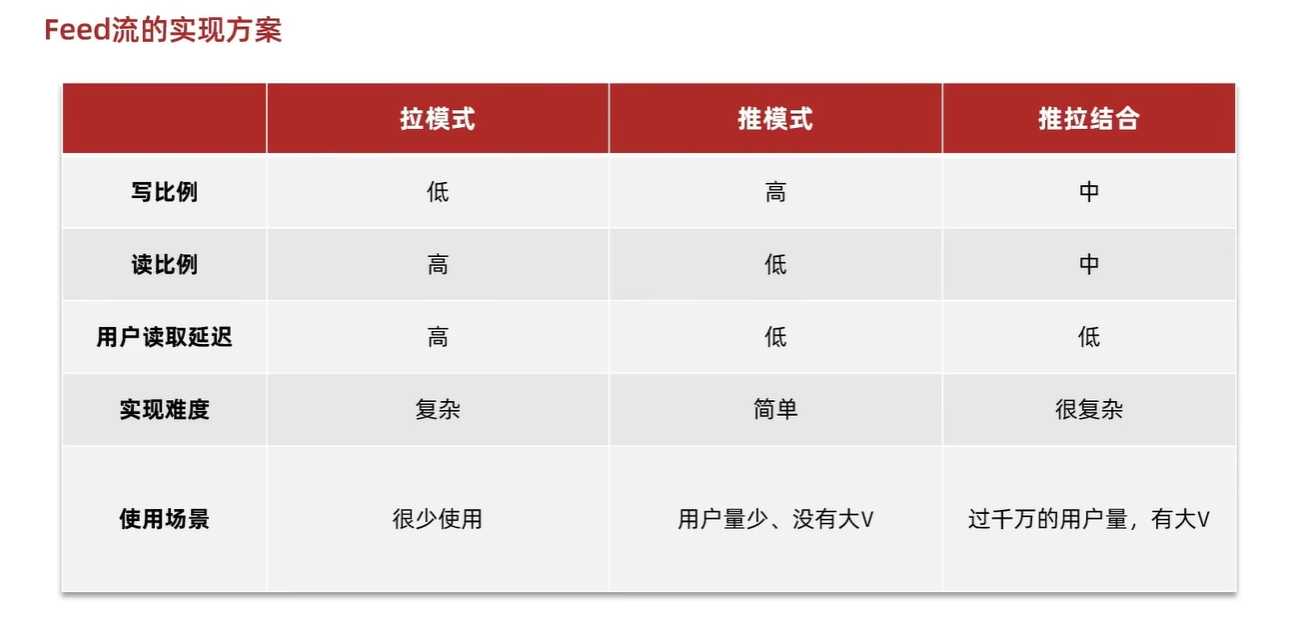 Feed流的实现方案
拉模式 推模式 推拉结合
写比例 低 高 中
读比例 高 低 中
用户读取延迟 高 低 低
实现难度 复杂 简单 很复杂
使用场景 很少使用 用户量少、没有大V 过千万的用户量，有大V